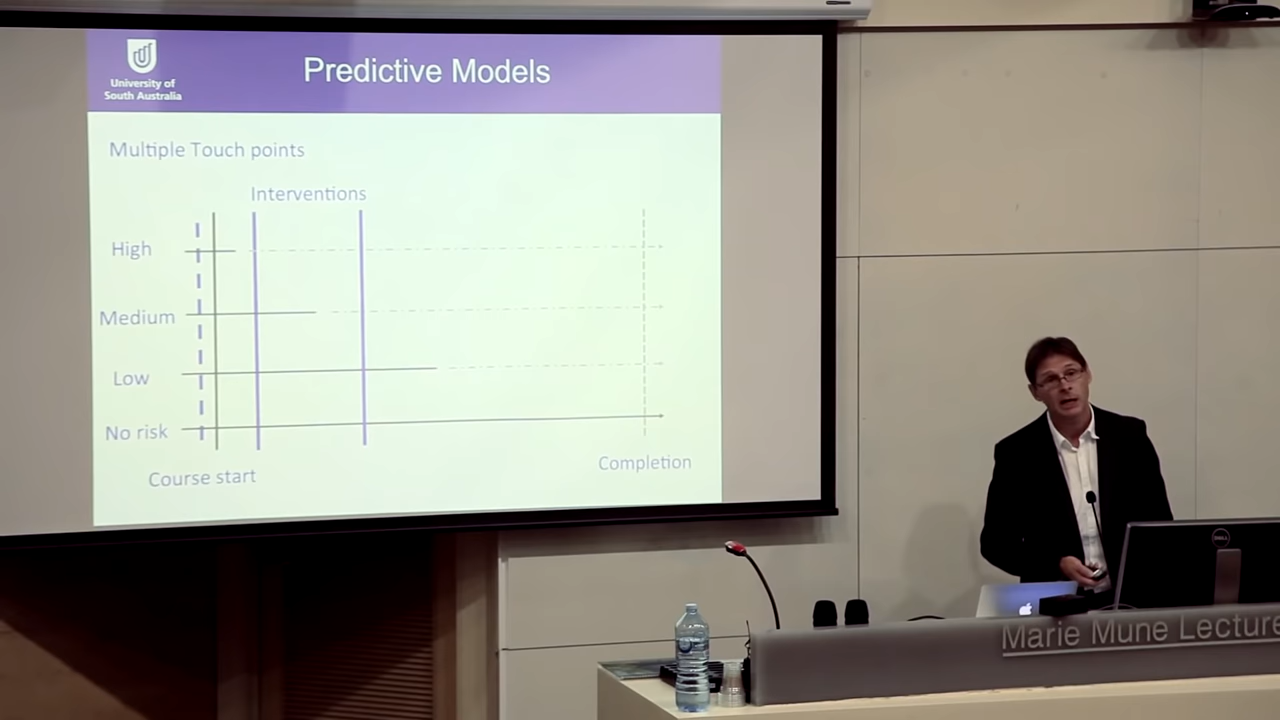 University of
South Australia
Predictive Models
Multiple Touch points
Interventions
High
Medium
Low
No risk
Course start
Completion
DELL
Marie Mune Lecture